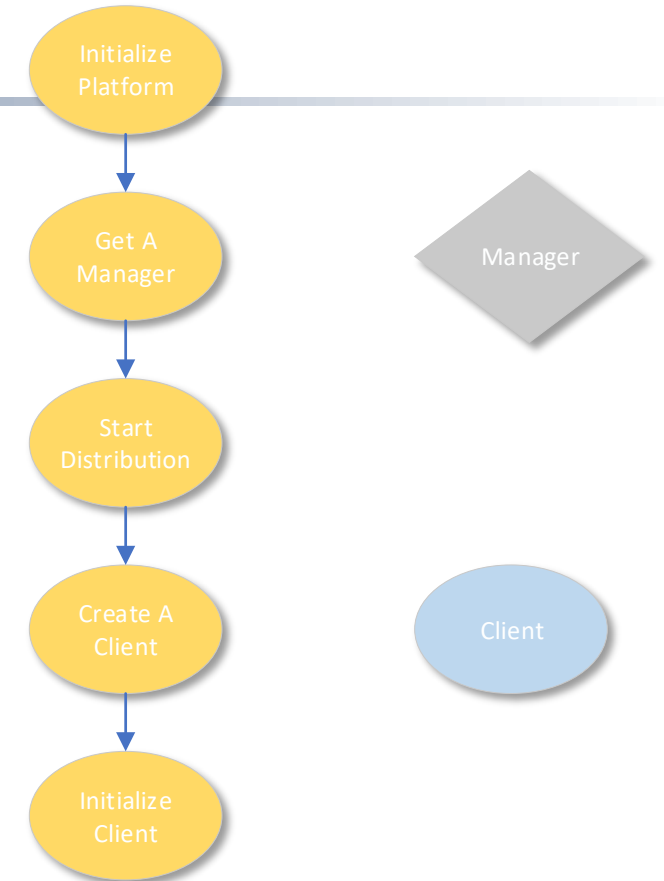 Initialize
Platform
Get A
Manager
Manager
Start
Distribution
Create A
Client
Client
Initialize
Client